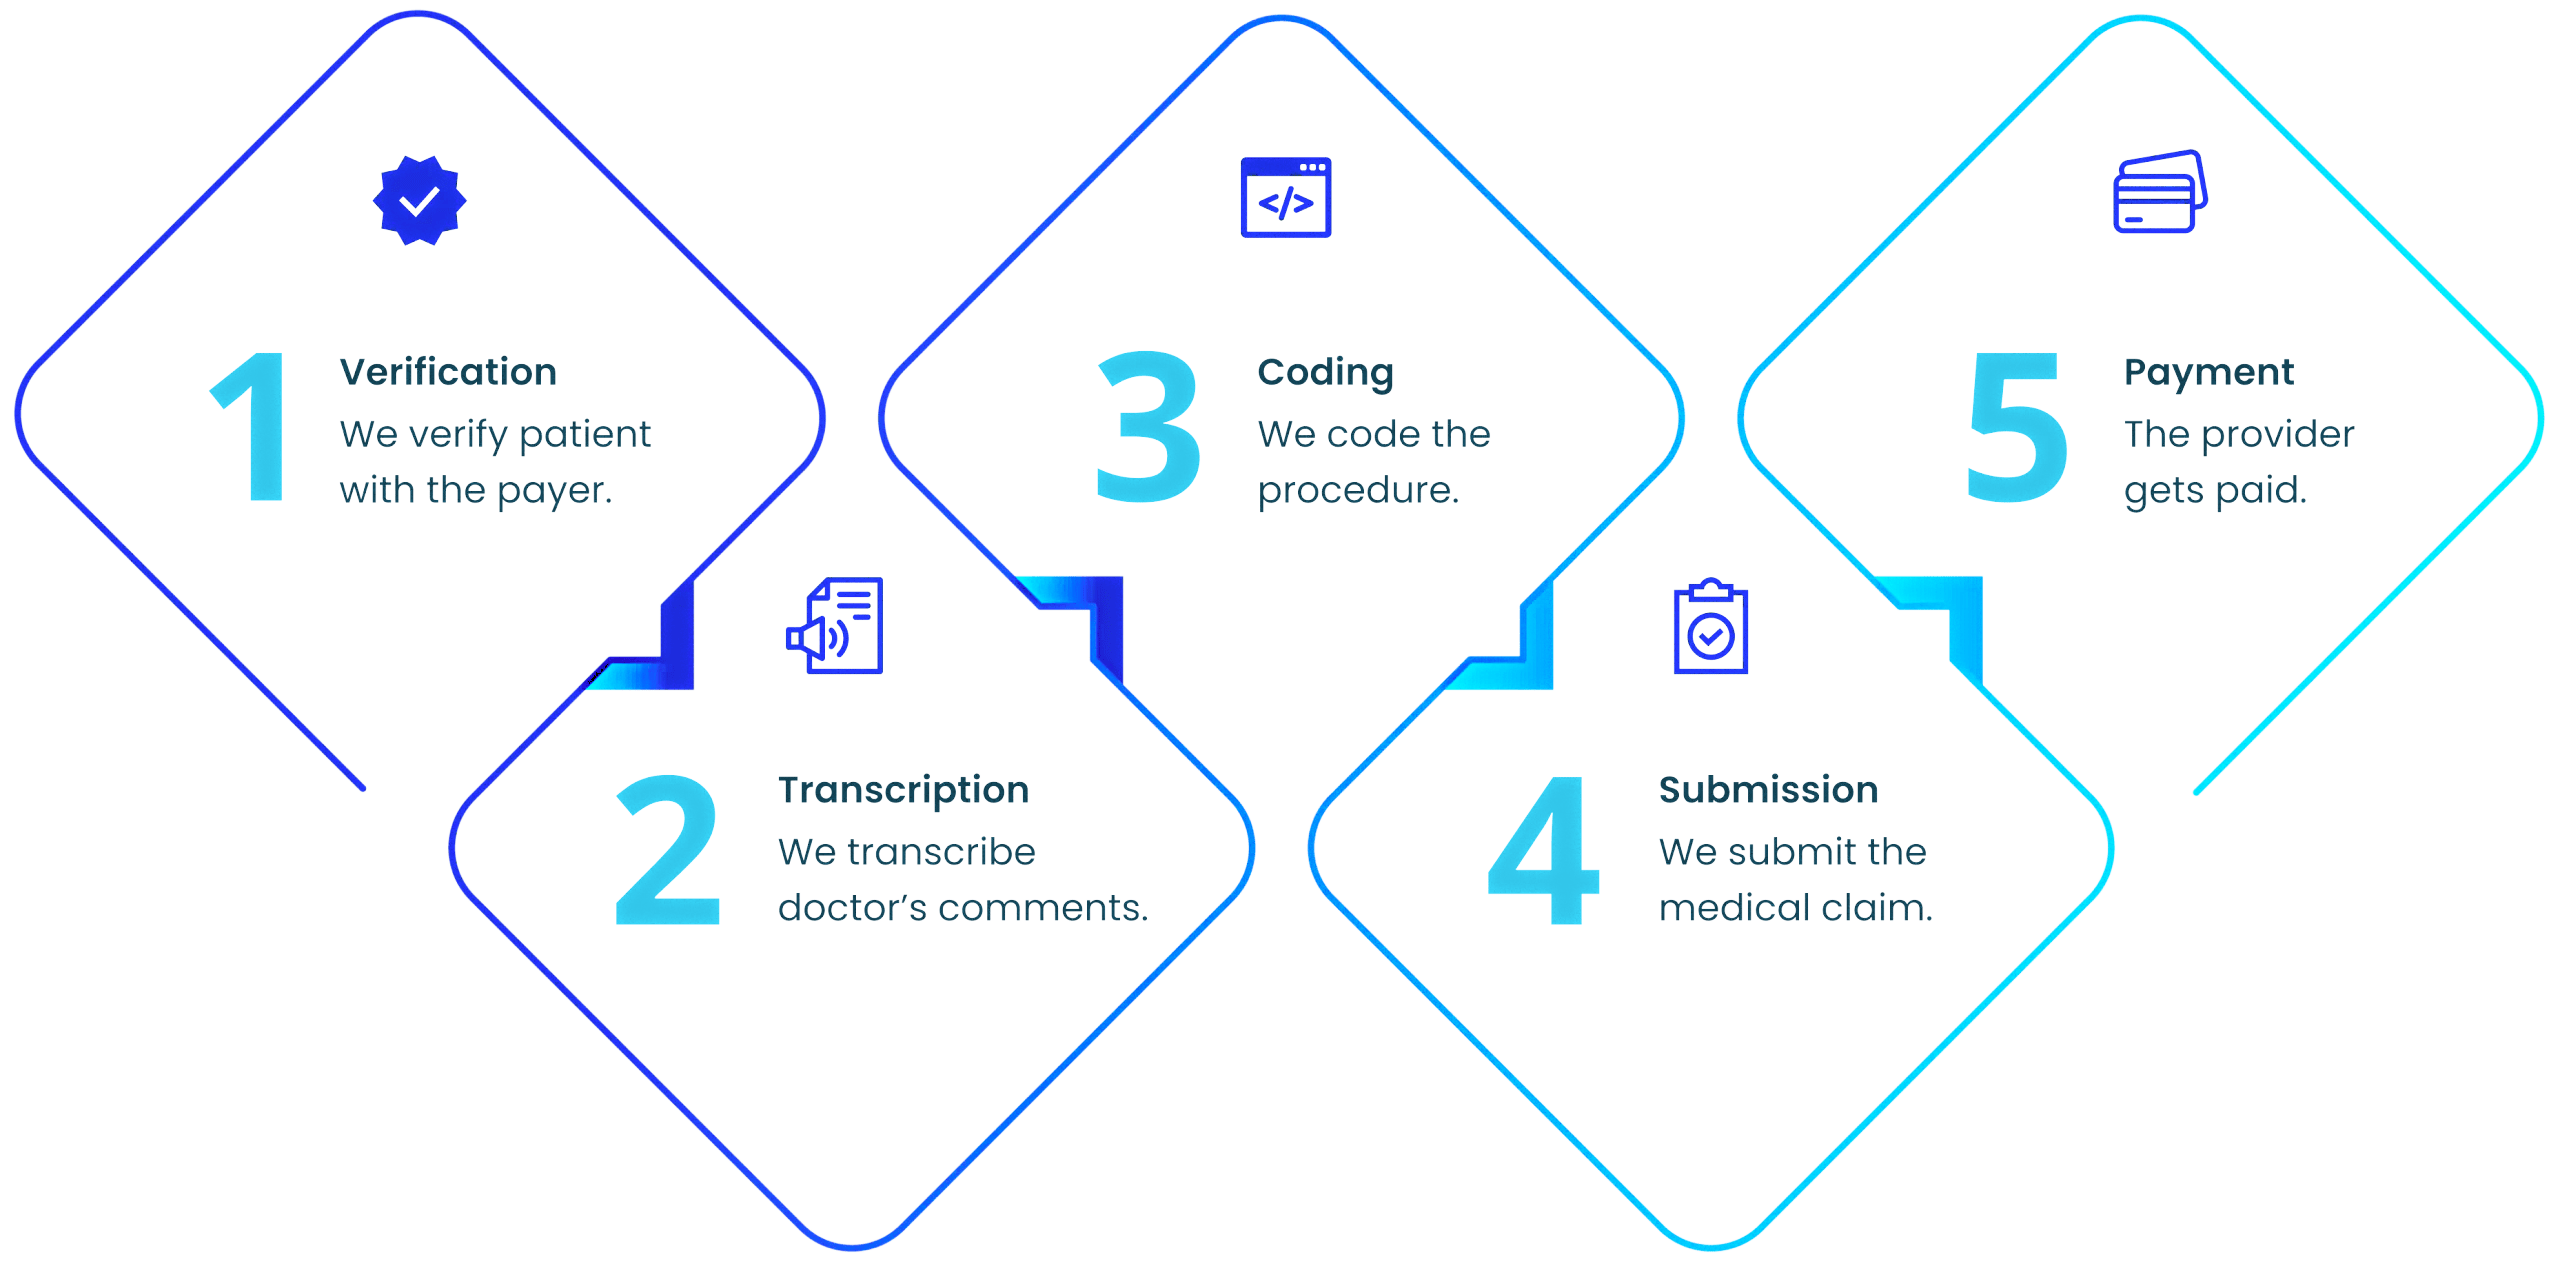 1
Verification
We verify patient
with the payer.
2
Transcription
We transcribe
doctor’s comments.
3
Coding
We code the
procedure.
4
Submission
We submit the
medical claim.
5
Payment
The provider
gets paid.